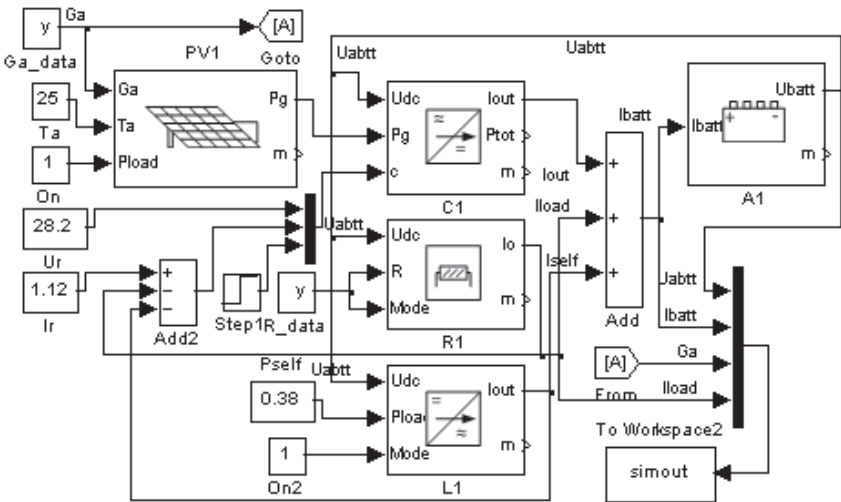 Ga
y
Ga_data
[A]
Goto
PV1
Ga
Ta
Pload
Pg
m
25
Ta
1
On
28.2
Ur
1.12
Ir
Add2
Step1
y
R_data
Uabtt
Uabtt
Udc
Pg
c
Iout
Ptot
m
C1
Uabtt
Udc
R
Mode
Io
m
R1
Pself
Uabtt
0.38
1
On2
Udc
Pload
Mode
Iout
m
L1
Iout
Iload
Iself
Add
Ibatt
Ibatt
Ubatt
m
A1
Uabtt
Ibatt
Ga
Iload
[A]
From
To Workspace2
simout